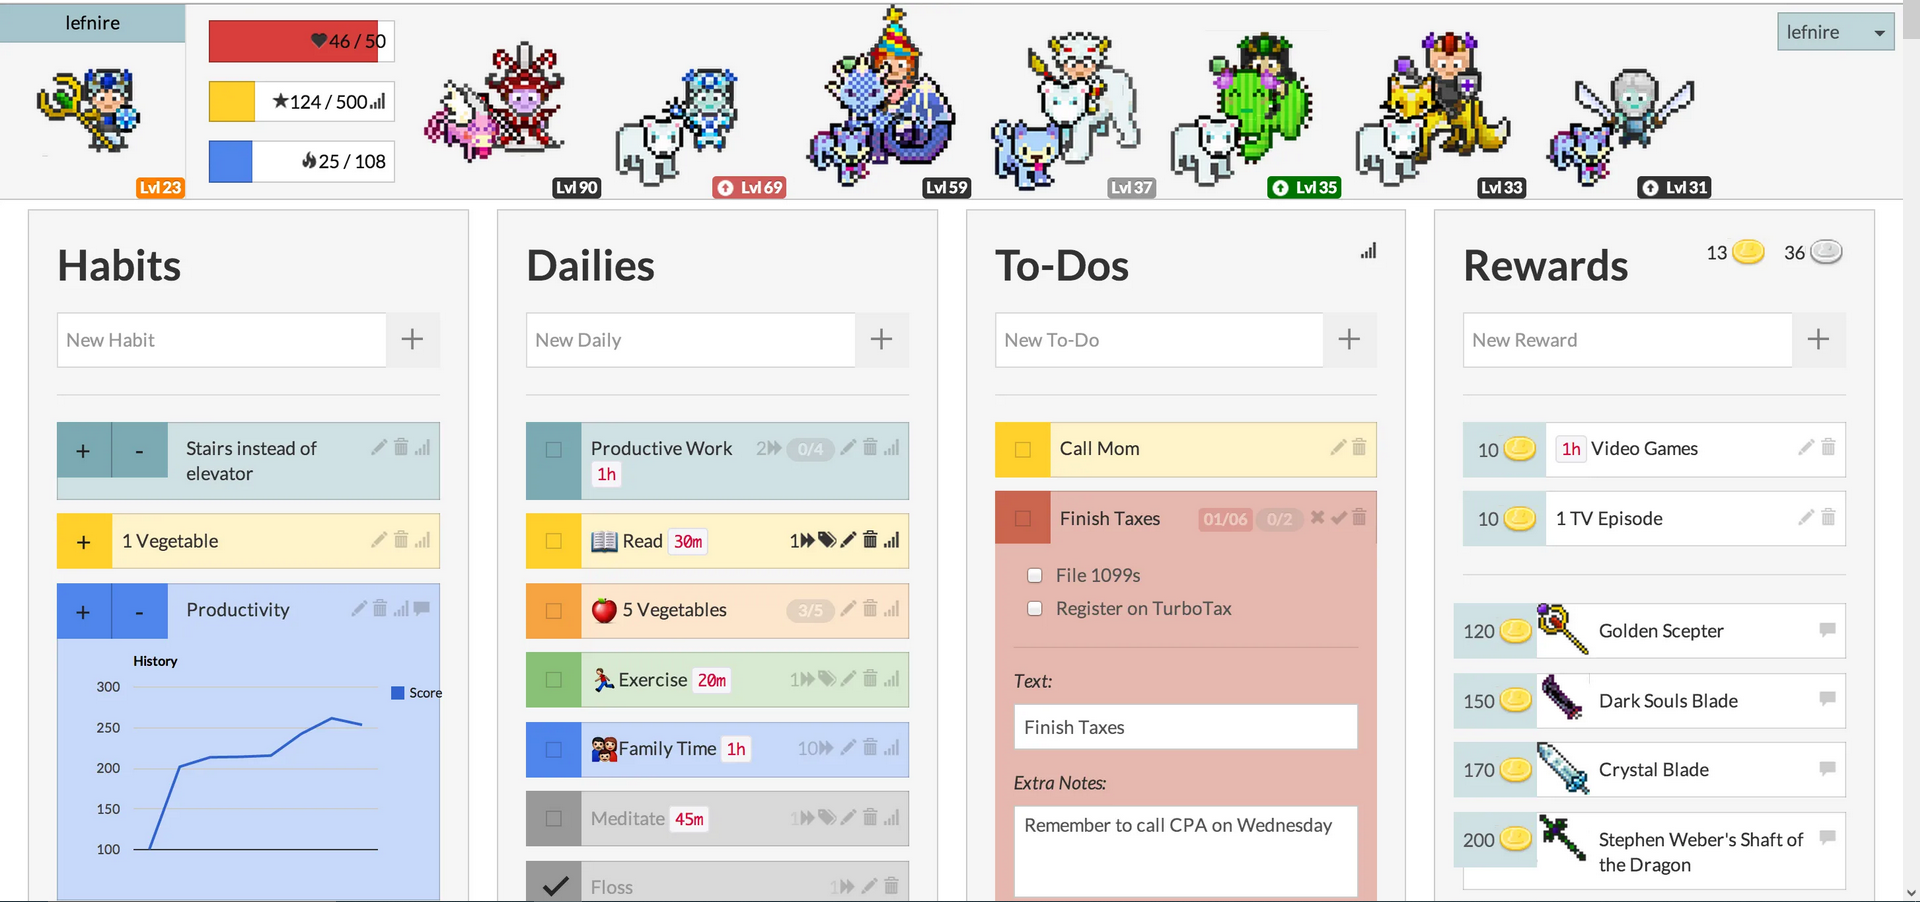 lefnire
46 / 50
124 / 500
25 / 108
Lvl 23
Lvl 90
Lvl 69
Lvl 59
Lvl 37
Lvl 35
Lvl 33
Lvl 31
lefnire
Habits
New Habit
+
+ - Stairs instead of
elevator
+ 1 Vegetable
+ - Productivity
History
300
250
200
150
100
Score
Dailies
New Daily
+
Productive Work 2 0/4
1h
Read 30m 1
5 Vegetables 3/5
Exercise 20m 1
Family Time 1h 10
Meditate 45m 1
Floss 1
To-Dos
New To-Do
+
Call Mom
Finish Taxes 01/06 0/2
File 1099s
Register on TurboTax
Text:
Finish Taxes
Extra Notes:
Remember to call CPA on Wednesday
Rewards
13 36
New Reward
+
10 1h Video Games
10 1 TV Episode
120 Golden Scepter
150 Dark Souls Blade
170 Crystal Blade
200 Stephen Weber's Shaft of
the Dragon